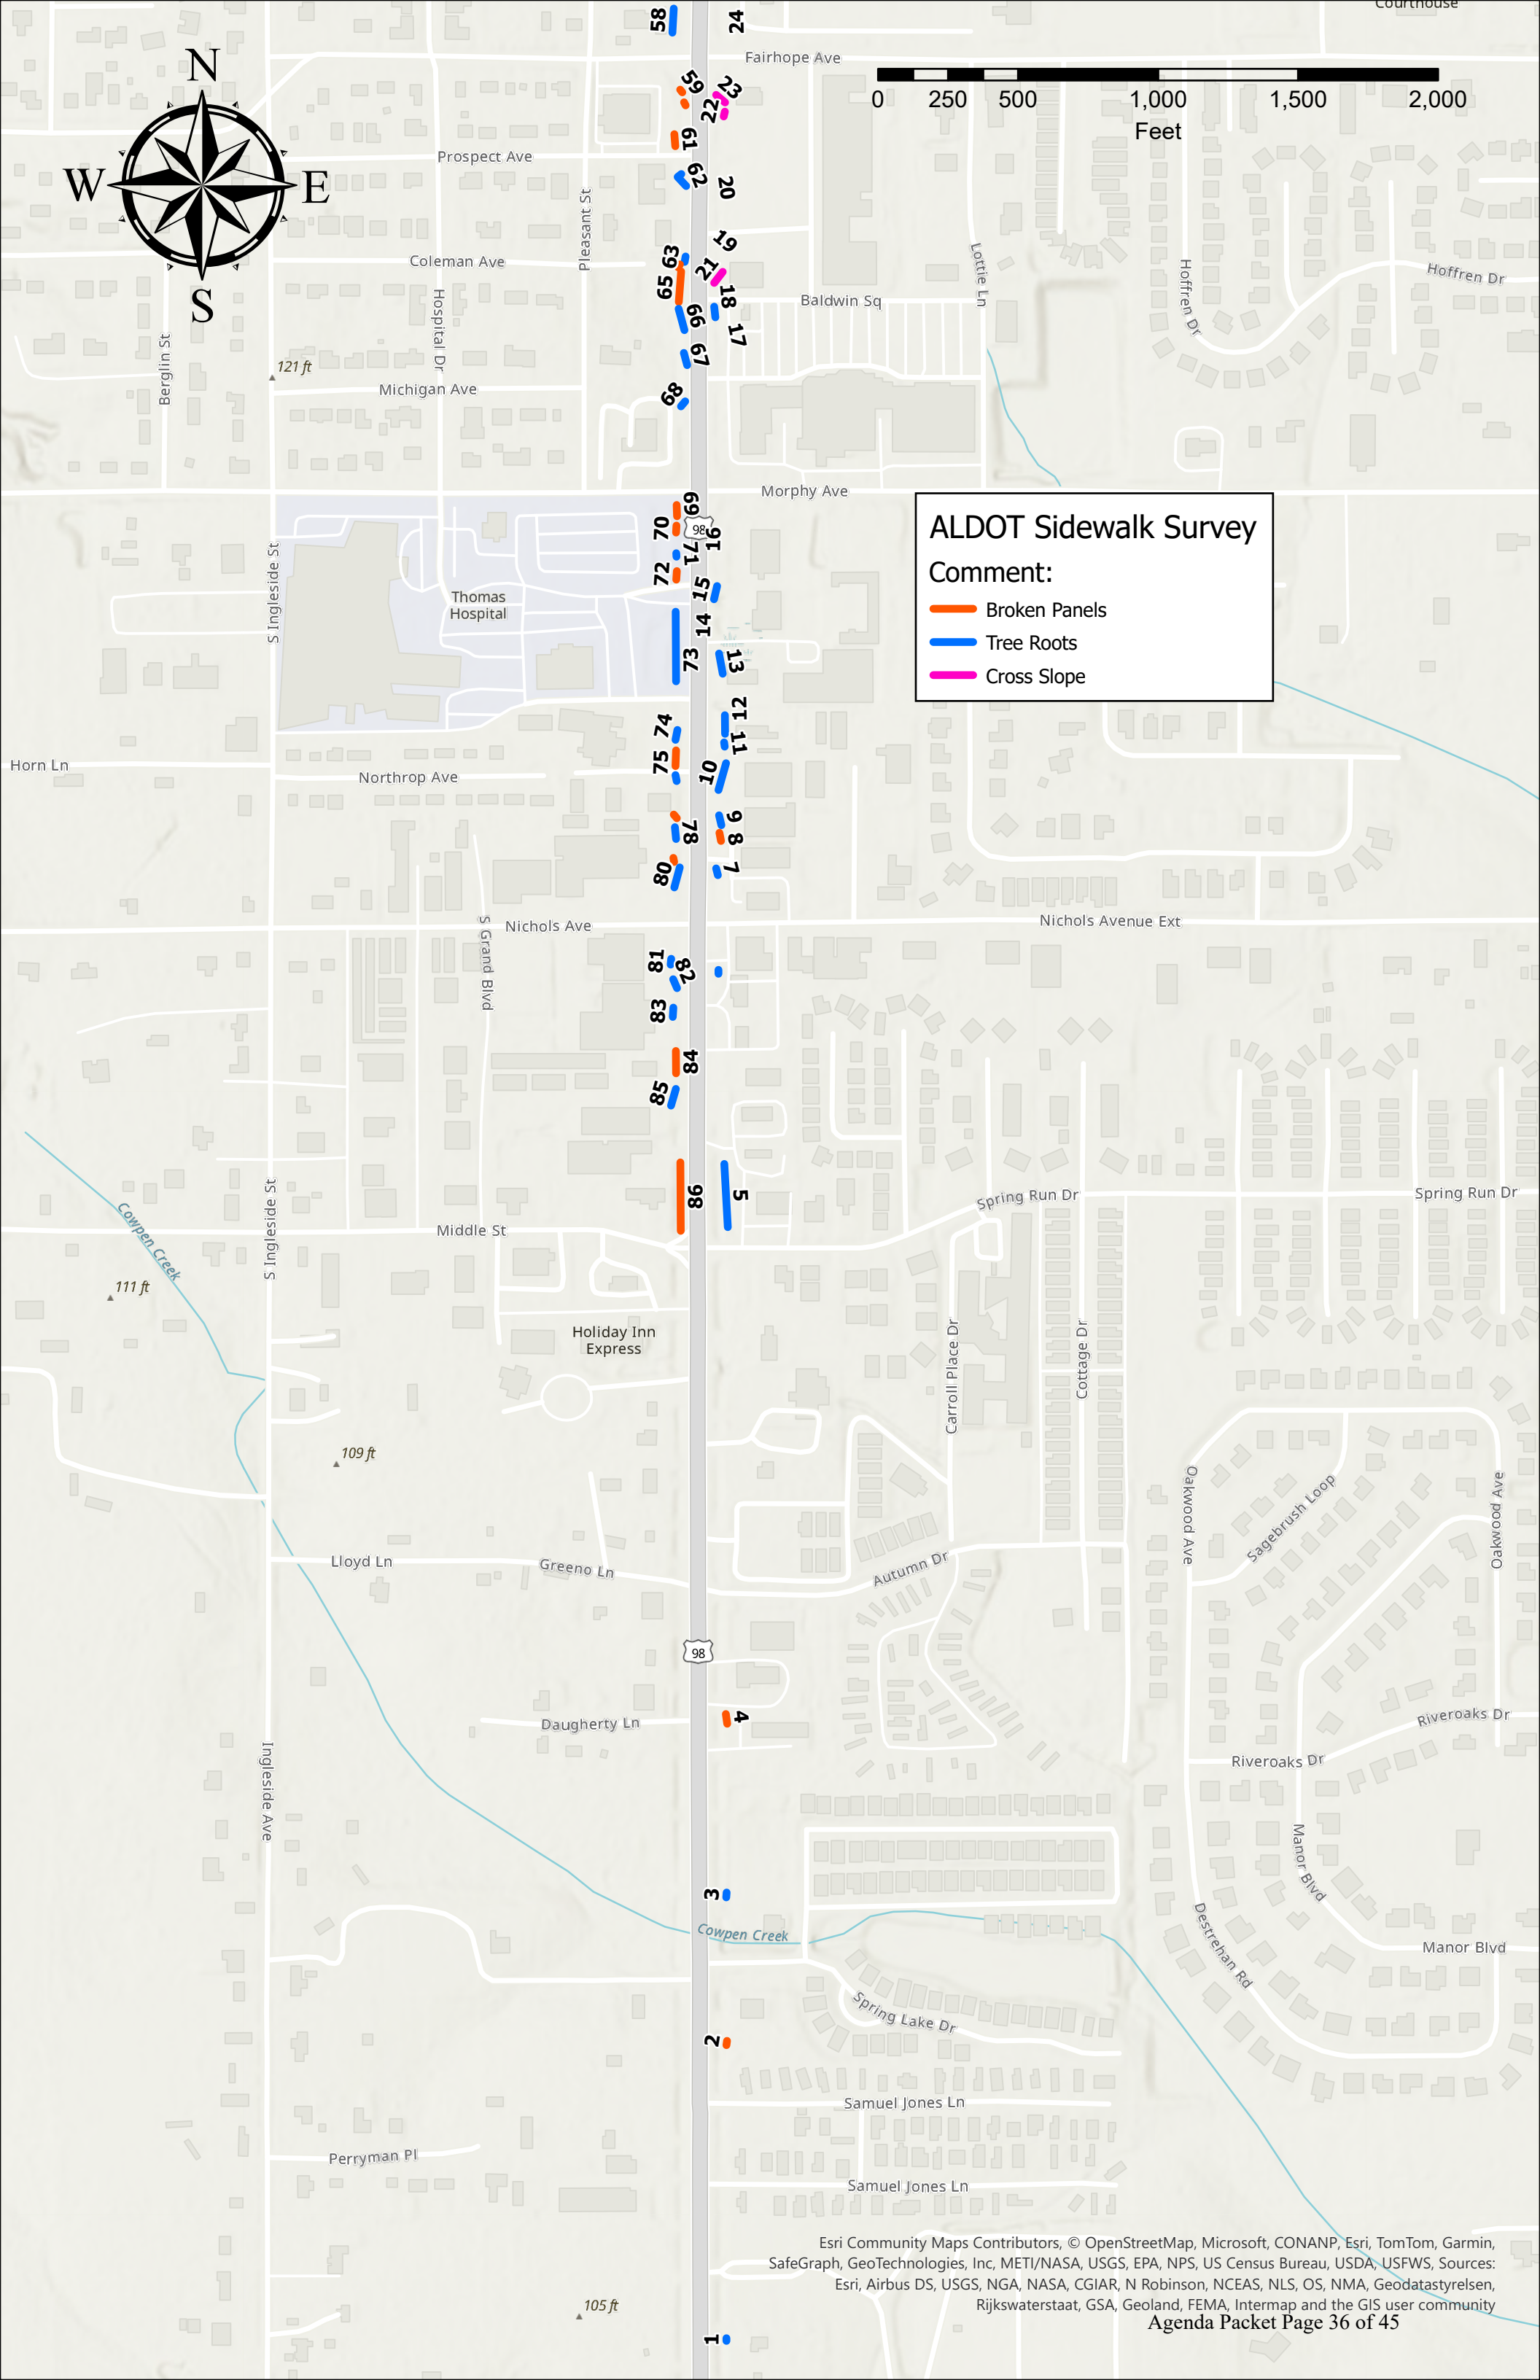 Courthouse
58
24
Fairhope Ave
N
W
E
S
0
250
500
1,000
1,500
2,000
Feet
59
23
22
61
Prospect Ave
62
20
Pleasant St
19
63
Coleman Ave
21
65
18
Baldwin Sq
Lottie Ln
Hoffren Dr
Hoffren Dr
66
17
67
Hospital Dr
Berglin St
121 ft
Michigan Ave
68
Morphy Ave
69
70
98
16
71
72
15
S Ingleside St
Thomas
Hospital
14
73
13
ALDOT Sidewalk Survey
Comment:
Broken Panels
Tree Roots
Cross Slope
12
74
11
75
10
Horn Ln
Northrop Ave
9
8
78
7
80
Nichols Ave
Nichols Avenue Ext
S Grand Blvd
81
82
83
84
85
86
5
Spring Run Dr
Spring Run Dr
Middle St
S Ingleside St
Cowpen Creek
111 ft
Holiday Inn
Express
Carroll Place Dr
Cottage Dr
109 ft
Oakwood Ave
Sagebrush Loop
Oakwood Ave
Lloyd Ln
Greeno Ln
Autumn Dr
98
Daugherty Ln
4
Riveroaks Dr
Riveroaks Dr
Ingleside Ave
Manor Blvd
3
Cowpen Creek
Destrehan Rd
Manor Blvd
Spring Lake Dr
2
Samuel Jones Ln
Perryman Pl
Samuel Jones Ln
Esri Community Maps Contributors, © OpenStreetMap, Microsoft, CONANP, Esri, TomTom, Garmin,
SafeGraph, GeoTechnologies, Inc, METI/NASA, USGS, EPA, NPS, US Census Bureau, USDA, USFWS, Sources:
Esri, Airbus DS, USGS, NGA, NASA, CGIAR, N Robinson, NCEAS, NLS, OS, NMA, Geodatastyrelsen,
Rijkswaterstaat, GSA, Geoland, FEMA, Intermap and the GIS user community
105 ft
Agenda Packet Page 36 of 45
1